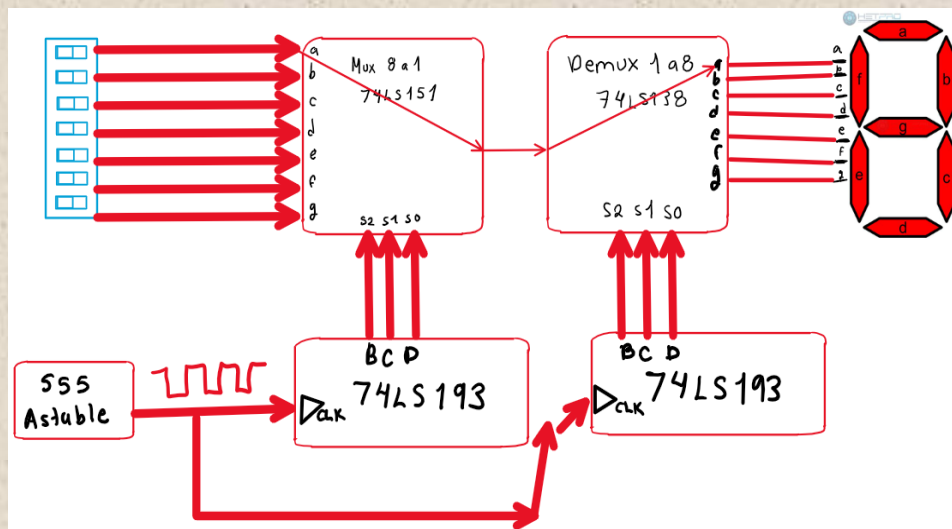 HETPRO
a
b
c
d
e
f
g
Mux 8 a 1
74LS151
S2 S1 S0
Demux 1 a 8
74LS138
a
b
c
d
e
f
g
S2 S1 S0
a
b
c
d
e
f
g
a
f
b
g
e
c
d
555
Astable
B C D
74LS193
CLK
B C D
74LS193
CLK